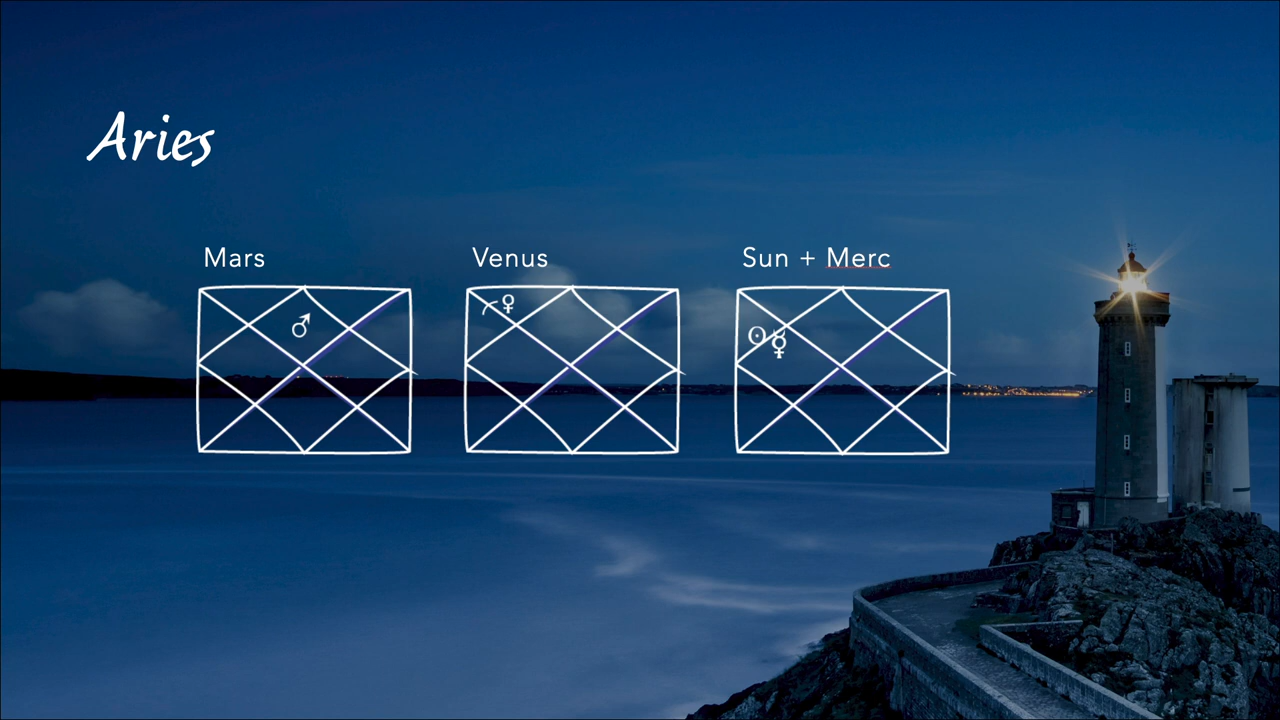 Aries
Mars
Venus
Sun + Merc
♂
♀
☉☿